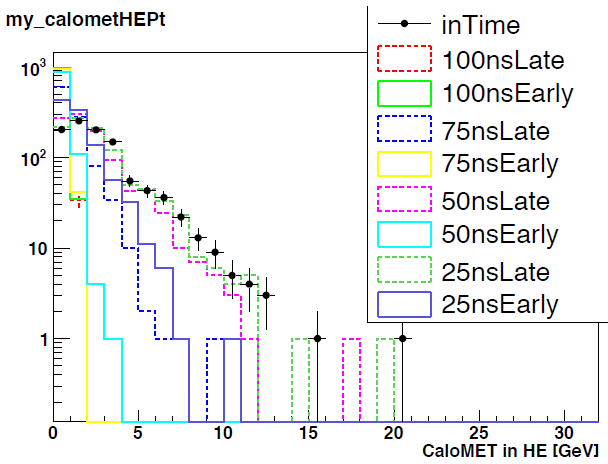 my_calometHEPt
inTime
100nsLate
100nsEarly
75nsLate
75nsEarly
50nsLate
50nsEarly
25nsLate
25nsEarly
10³
10²
10
1
0 5 10 15 20 25 30
CaloMET in HE [GeV]